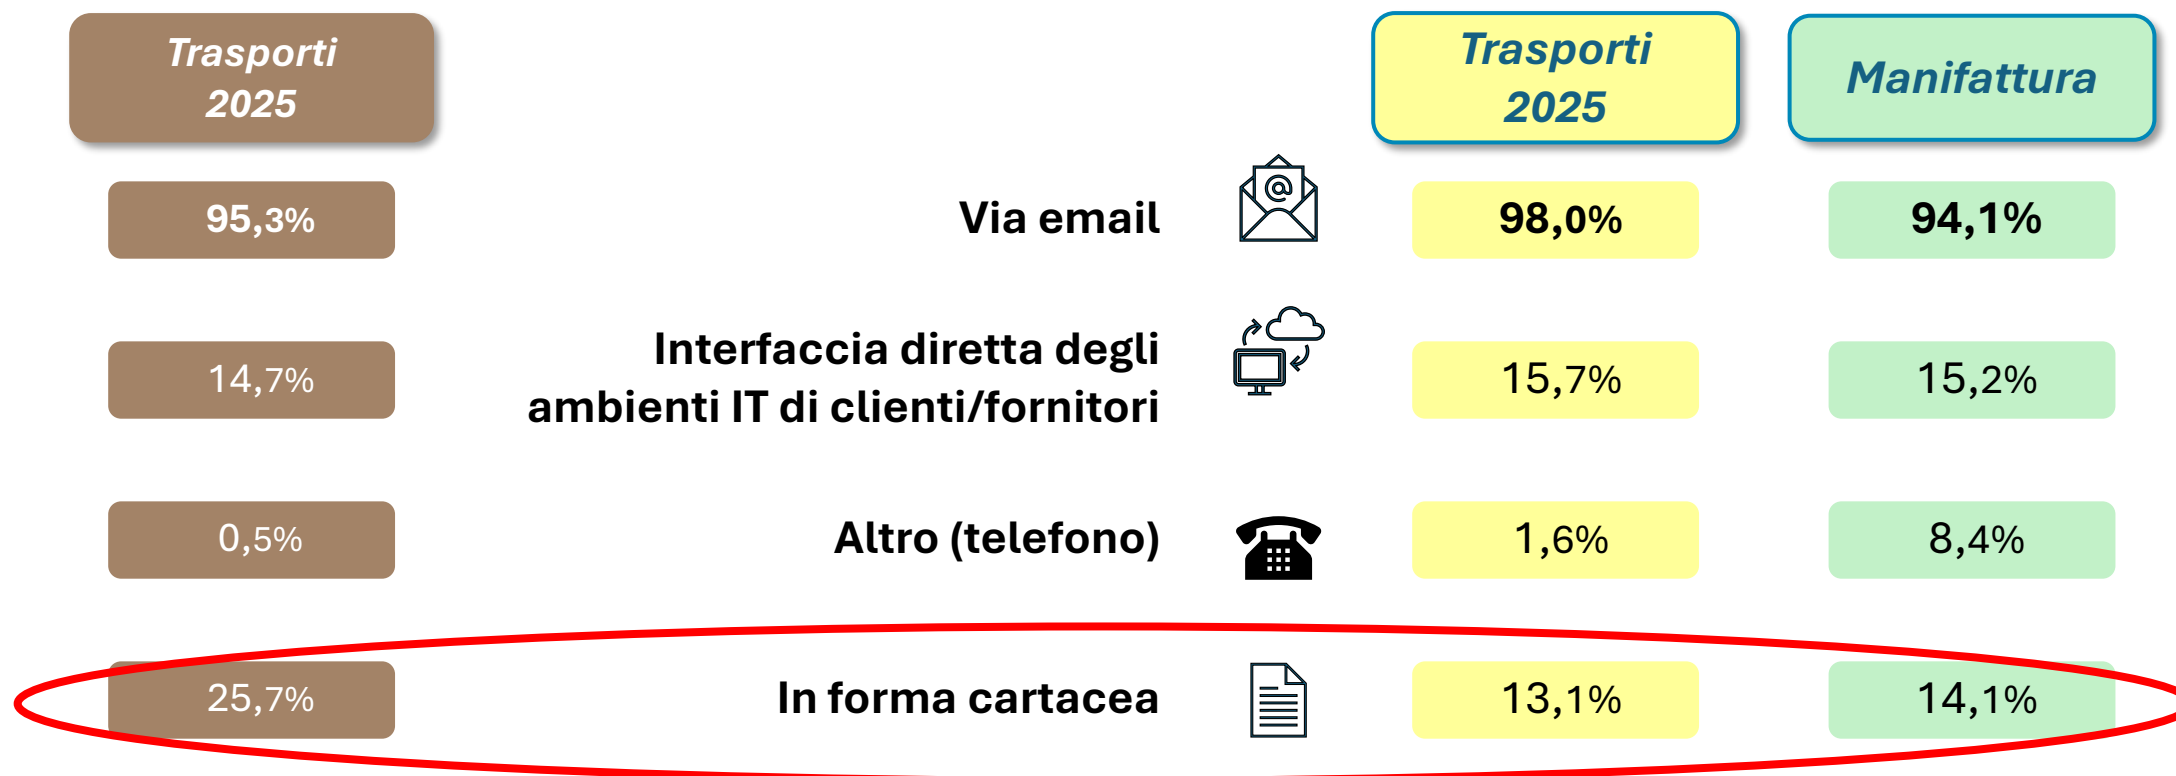 Trasporti
2025
Trasporti
2025
Manifattura
95,3%
Via email
98,0%
94,1%
14,7%
Interfaccia diretta degli
ambienti IT di clienti/fornitori
15,7%
15,2%
0,5%
Altro (telefono)
1,6%
8,4%
25,7%
In forma cartacea
13,1%
14,1%